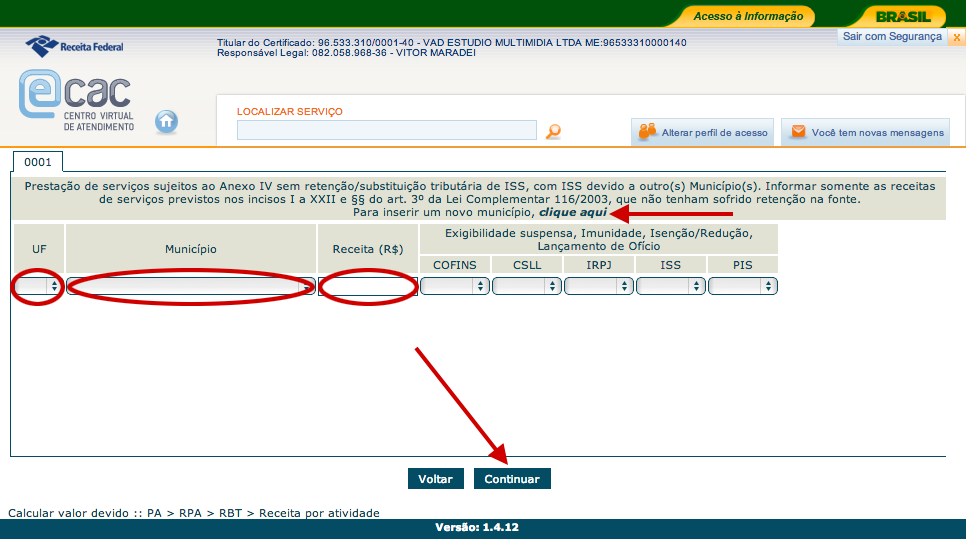 Acesso à Informação
BRASIL
Sair com Segurança x
Receita Federal
Titular do Certificado: 96.533.310/0001-40 - VAD ESTUDIO MULTIMIDIA LTDA ME:96533310000140
Responsável Legal: 082.058.968-36 - VITOR MARADEI
ecac
CENTRO VIRTUAL
DE ATENDIMENTO
LOCALIZAR SERVIÇO
Alterar perfil de acesso
Você tem novas mensagens
0001
Prestação de serviços sujeitos ao Anexo IV sem retenção/substituição tributária de ISS, com ISS devido a outro(s) Município(s). Informar somente as receitas
de serviços previstos nos incisos I a XXII e §§ do art. 3º da Lei Complementar 116/2003, que não tenham sofrido retenção na fonte.
Para inserir um novo município, clique aqui
UF
Município
Receita (R$)
Exigibilidade suspensa, Imunidade, Isenção/Redução,
Lançamento de Ofício
COFINS
CSLL
IRPJ
ISS
PIS
Voltar
Continuar
Calcular valor devido :: PA > RPA > RBT > Receita por atividade
Versão: 1.4.12